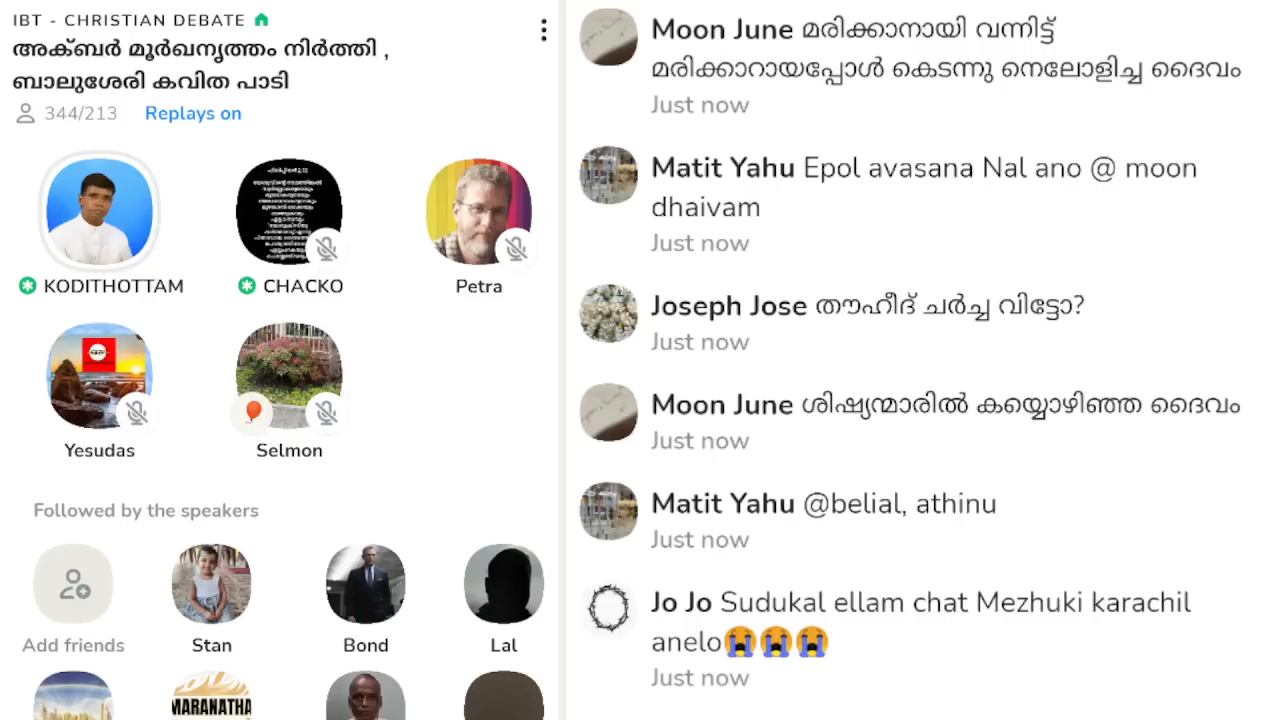 IBT - CHRISTIAN DEBATE
അക്ബർ മൂർഖനൃത്തം നിർത്തി ,
ബാലുശേരി കവിത പാടി
344/213 Replays on
KODITHOTTAM CHACKO Petra
Yesudas Selmon
Followed by the speakers
Add friends Stan Bond Lal
MARANATHA
Moon June മരിക്കാനായി വന്നിട്ട്
മരിക്കാറായപ്പോൾ കെടന്നു നെലോളിച്ച ദൈവം
Just now
Matit Yahu Epol avasana Nal ano @ moon
dhaivam
Just now
Joseph Jose തൗഹീദ് ചർച്ച വിട്ടോ?
Just now
Moon June ശിഷ്യന്മാരിൽ കയ്യൊഴിഞ്ഞ ദൈവം
Just now
Matit Yahu @belial, athinu
Just now
Jo Jo Sudukal ellam chat Mezhuki karachil
anelo😭😭😭
Just now